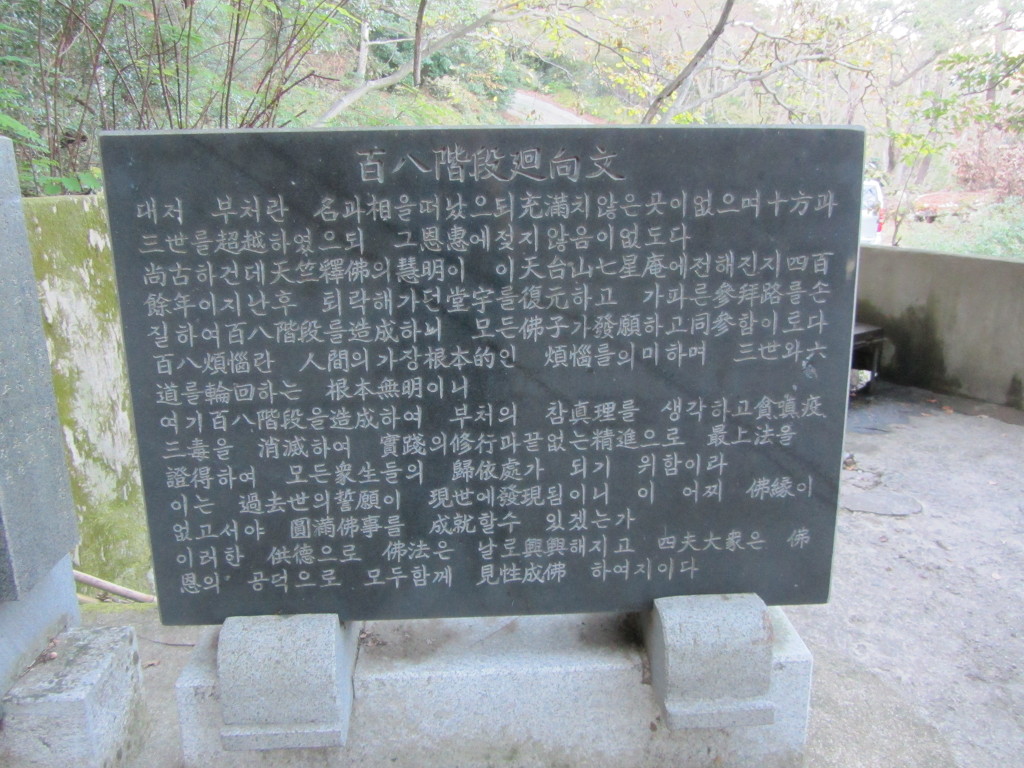 百八階段廻向文
대저 부처란 名과相을떠났으되充滿치않은곳이없으며十方과
三世를超越하였으되 그恩惠에젖지않음이없도다
尚古하건데天竺釋佛의慧明이 이天台山七星庵에전해진지四百
餘年이지난후 퇴락해가던堂宇를復元하고 가파른參拜路를손
질하여百八階段을造成하니 모든佛子가發願하고同參함이로다
百八煩惱란 人間의가장根本的인 煩惱를의미하며 三世와六
道를輪回하는 根本無明이니
여기百八階段을造成하여 부처의 참眞理를 생각하고貪嗔疾
三毒을 消滅하여 實踐의修行과끝없는精進으로 最上法을
證得하여 모든衆生들의 歸依處가 되기 위함이라
이는 過去世의誓願이 現世에發現됨이니 이 어찌 佛緣이
없고서야 圓滿佛事를 成就할수 있겠는가
이러한 供德으로 佛法은 날로興興해지고 四夫大衆은 佛
恩의 공덕으로 모두함께 見性成佛 하여지이다